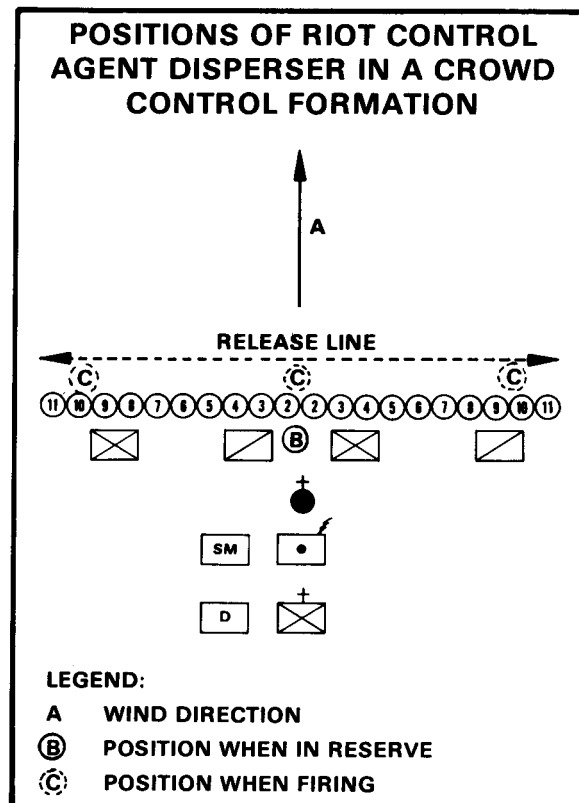 POSITIONS OF RIOT CONTROL
AGENT DISPERSER IN A CROWD
CONTROL FORMATION
A
RELEASE LINE
C C C
11 10 9 8 7 6 5 4 3 2 2 3 4 5 6 7 8 9 10 11
B
SM
D
LEGEND:
A WIND DIRECTION
B POSITION WHEN IN RESERVE
C POSITION WHEN FIRING